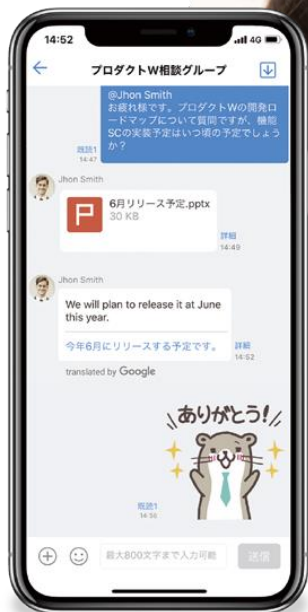 14:52
4G
プロダクトW相談グループ
@Jhon Smith
お疲れ様です。プロダクトWの開発ロ
ードマップについて質問ですが、機能
SCの実装予定はいつ頃の予定でしょう
か？
既読1
14:47
Jhon Smith
P
6月リリース予定.pptx
30 KB
詳細
14:49
Jhon Smith
We will plan to release it at June
this year.
今年6月にリリースする予定です。
詳細
14:52
translated by Google
ありがとう!
既読1
14:56
最大800文字まで入力可能
送信